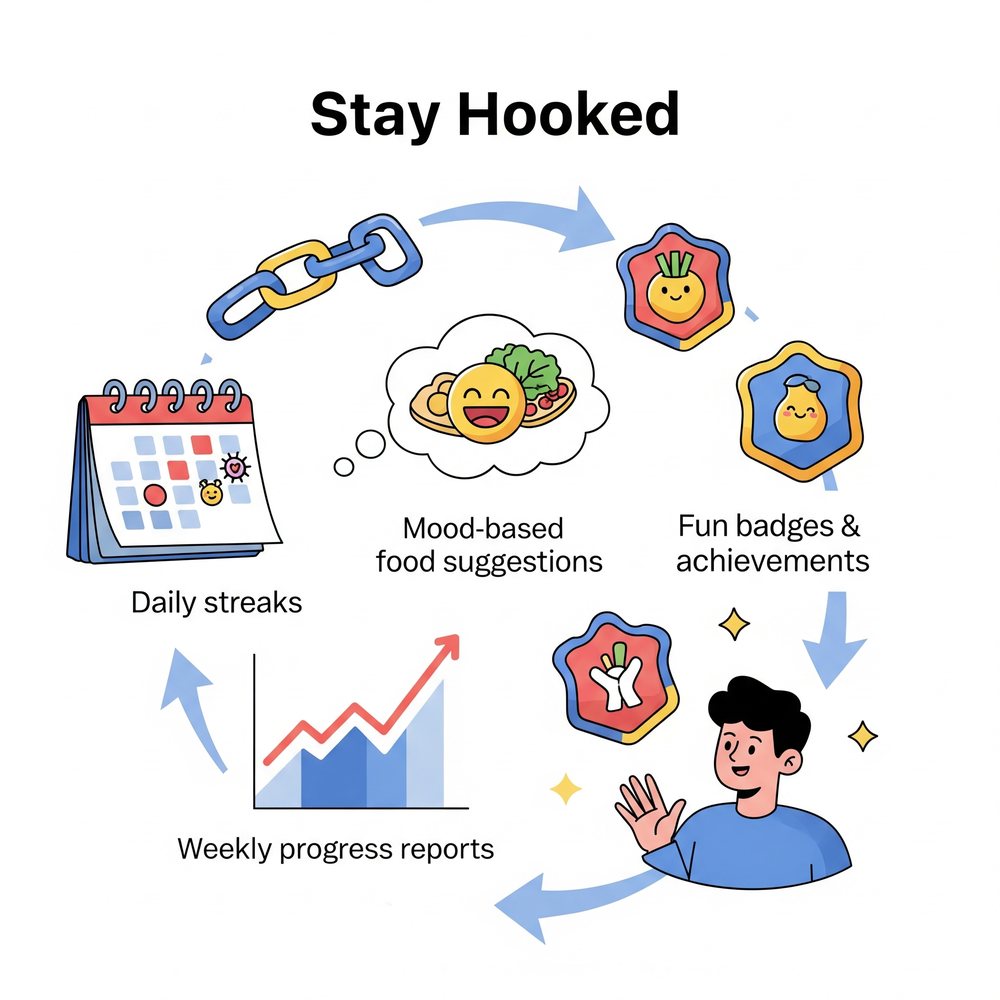 Stay Hooked
Mood-based
food suggestions
Fun badges &
achievements
Daily streaks
Weekly progress reports